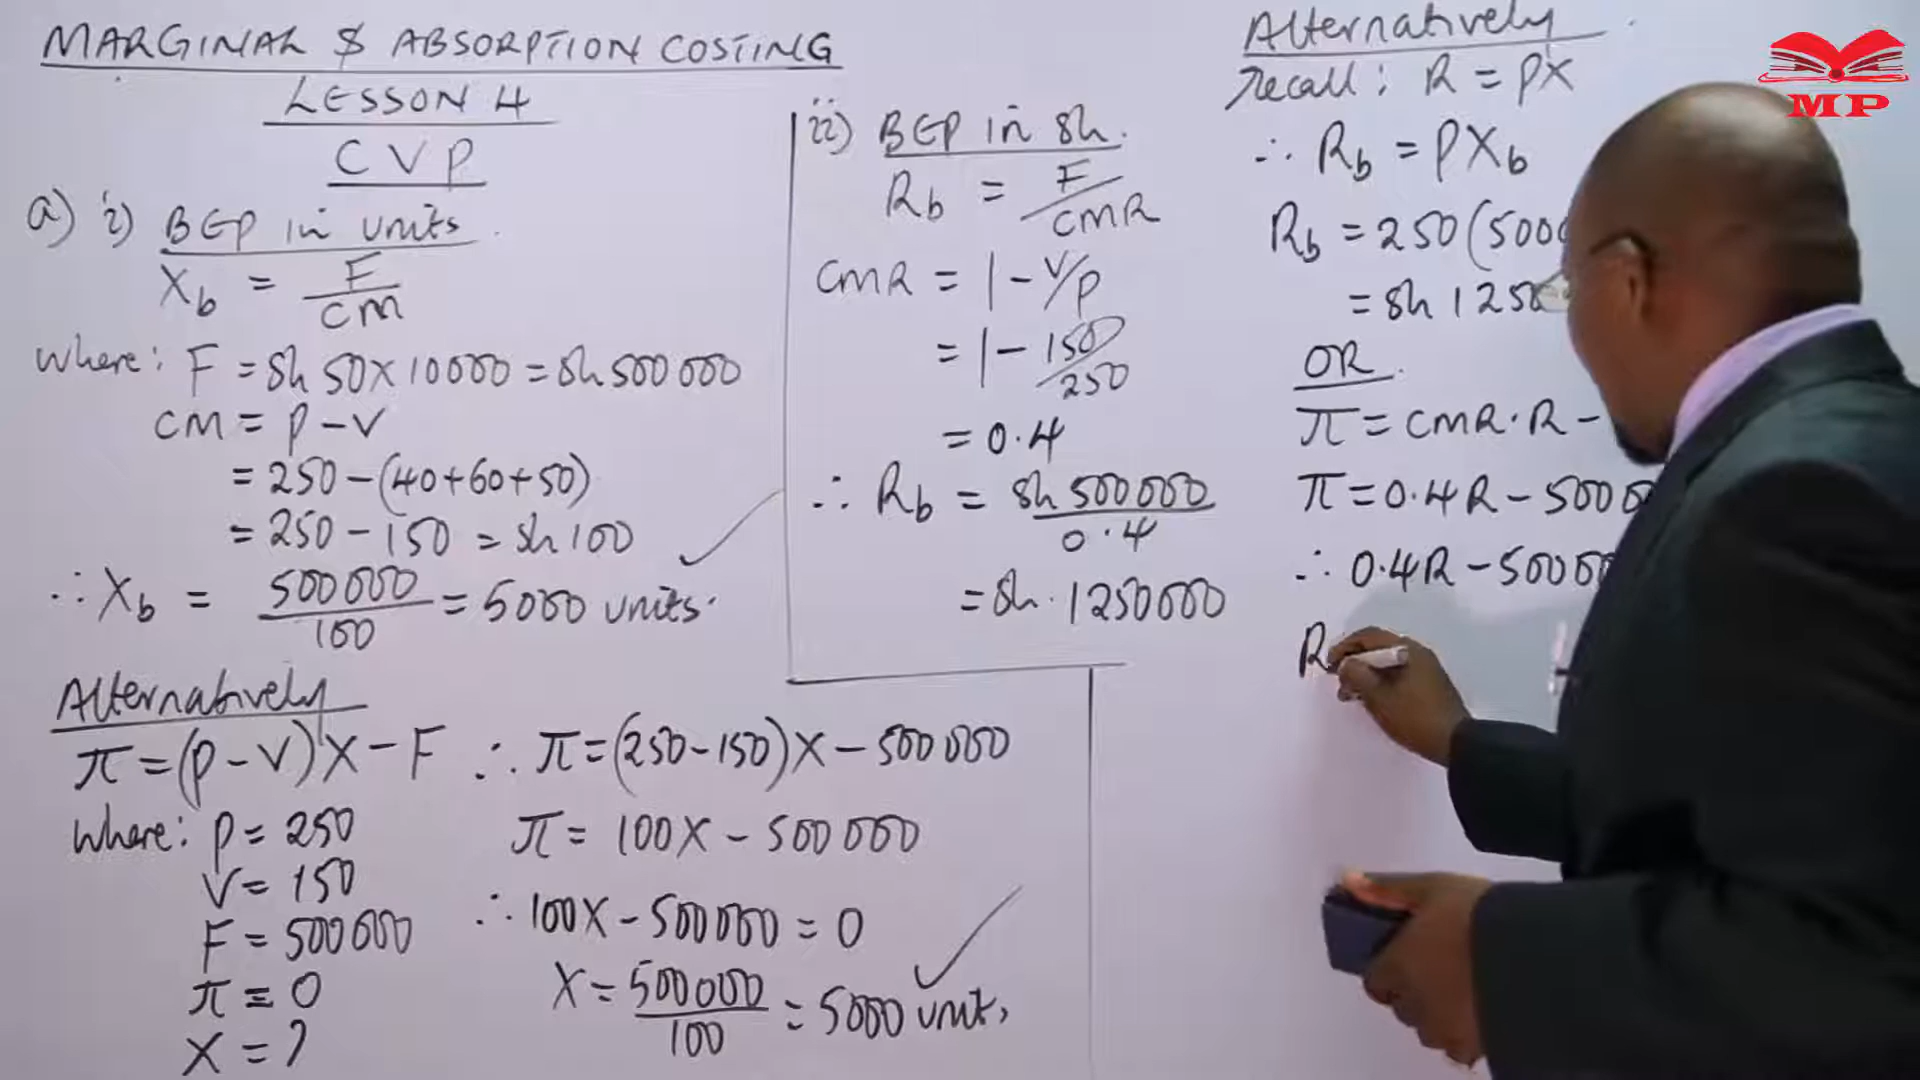 MARGINAL & ABSORPTION COSTING
LESSON 4
CVP
a) i) BEP in units
Xb = F/CM
Where: F = Sh 50 X 10000 = Sh 500 000
CM = P - V
= 250 - (40+60+50)
= 250 - 150 = Sh 100
∴ Xb = 500 000/100 = 5000 units.
Alternatively
π = (P - V)X - F
Where: P = 250
V = 150
F = 500 000
π = 0
X = ?
∴ π = (250-150)X - 500 000
π = 100X - 500 000
∴ 100X - 500 000 = 0
X = 500 000/100 = 5000 units
ii) BEP in Sh.
Rb = F/CMR
CMR = 1 - V/P
= 1 - 150/250
= 0.4
∴ Rb = Sh 500 000/0.4
= Sh. 1250 000
Alternatively
recall: R = PX
∴ Rb = PXb
Rb = 250(500
= Sh 125
OR
π = CMR.R -
π = 0.4R - 500 0
∴ 0.4R - 500 0
R
MP